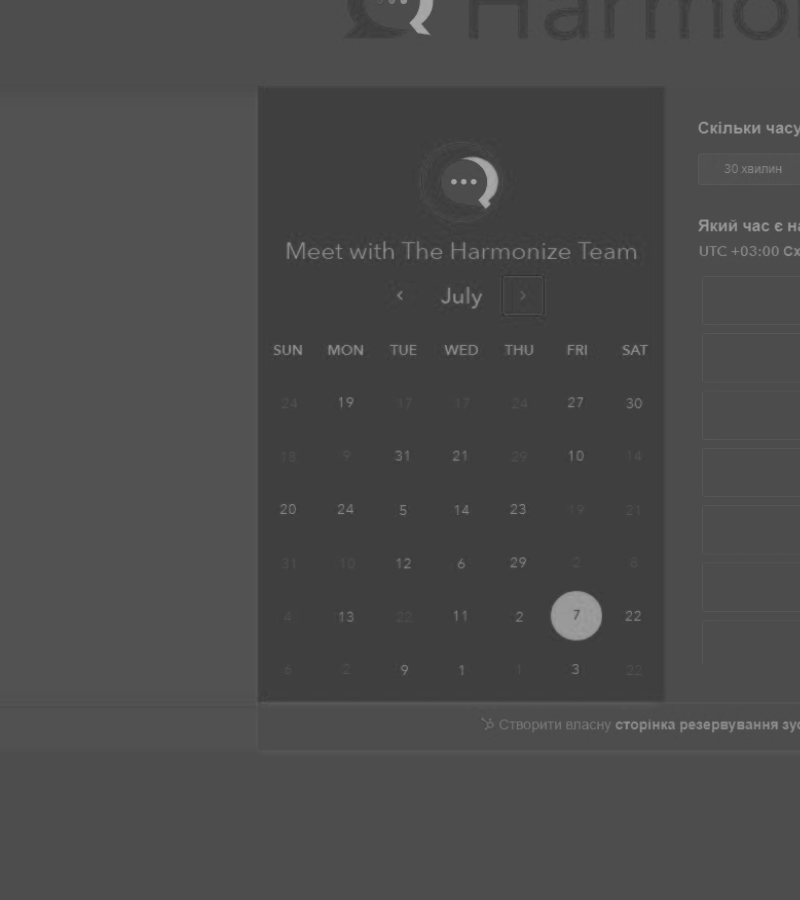 Harmo
Meet with The Harmonize Team
July
SUN MON TUE WED THU FRI SAT
24 19 17 17 24 27 30
18 9 31 21 29 10 14
20 24 5 14 23 19 21
31 10 12 6 29 2 8
4 13 22 11 2 7 22
6 2 9 1 1 3 22
Скільки часу
30 хвилин
Який час є на
UTC +03:00 Сх
Створити власну сторінка резервування зус